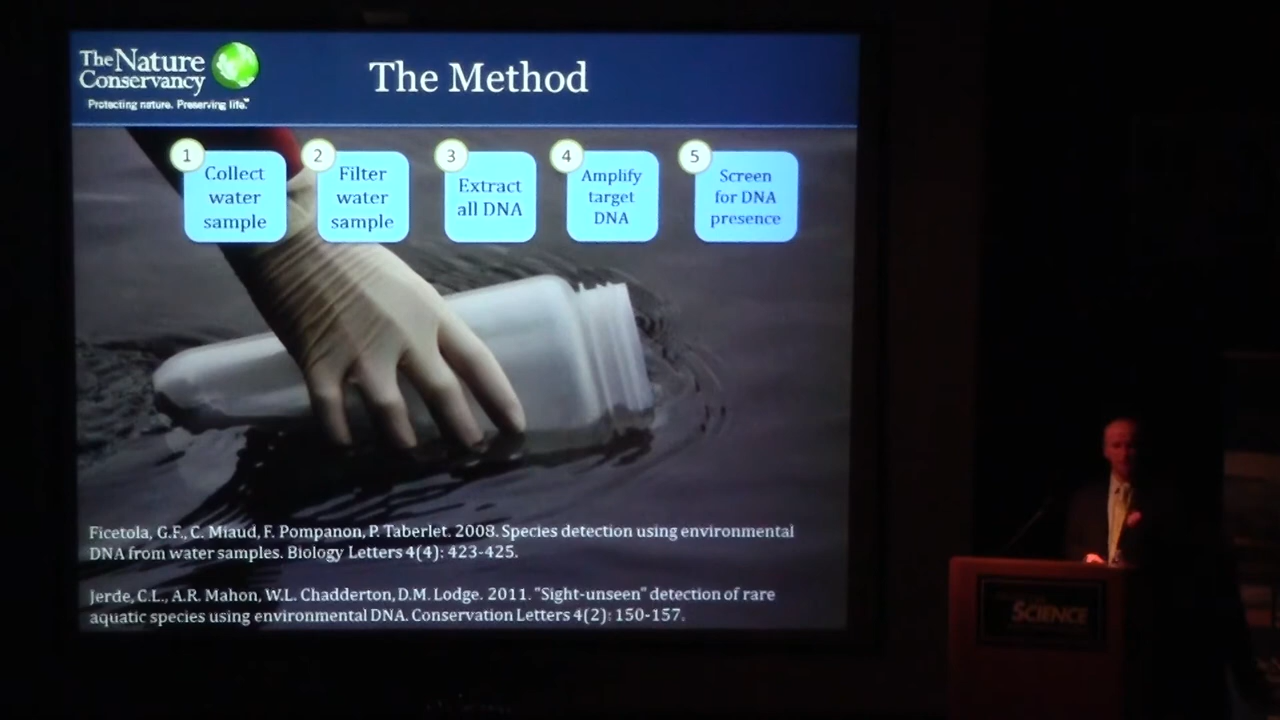 The Nature
Conservancy
Protecting nature. Preserving life.™
The Method
1
Collect
water
sample
2
Filter
water
sample
3
Extract
all DNA
4
Amplify
target
DNA
5
Screen
for DNA
presence
Ficetola, G.F., C. Miaud, F. Pompanon, P. Taberlet. 2008. Species detection using environmental
DNA from water samples. Biology Letters 4(4): 423-425.
Jerde, C.L., A.R. Mahon, W.L. Chadderton, D.M. Lodge. 2011. "Sight-unseen" detection of rare
aquatic species using environmental DNA. Conservation Letters 4(2): 150-157.
SCIENCE